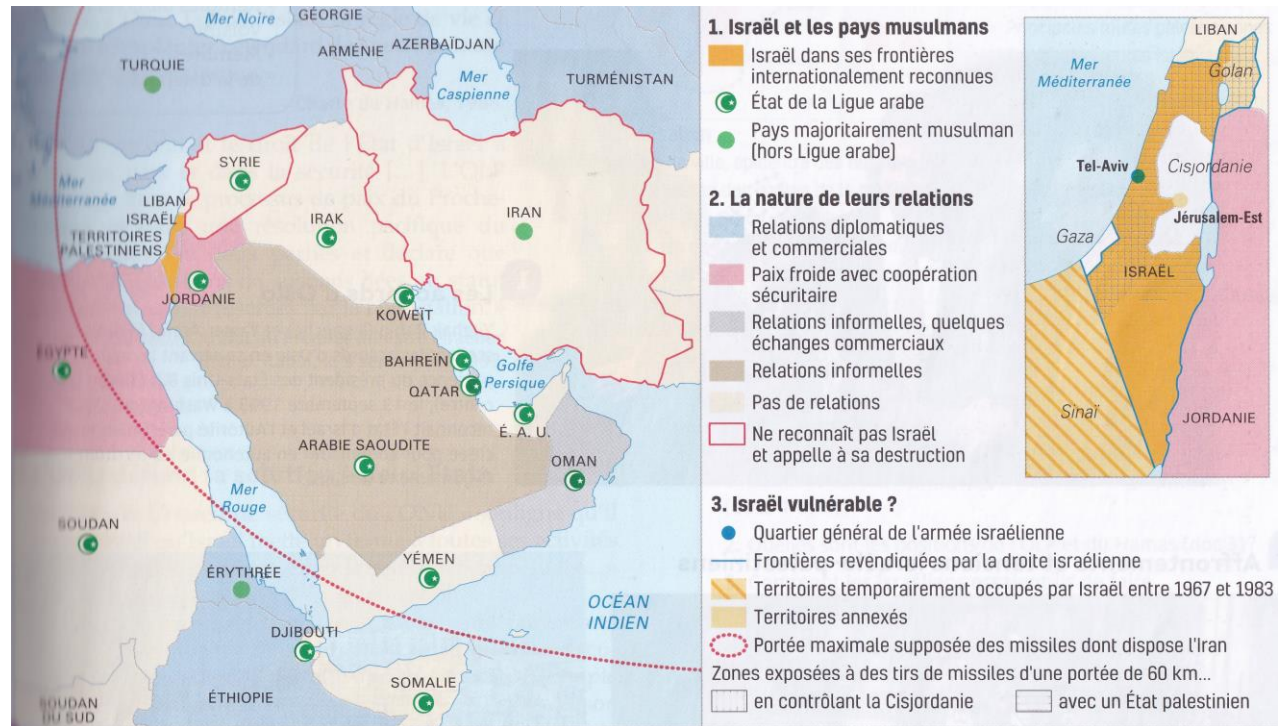 Mer Noire
GÉORGIE
ARMÉNIE
AZERBAÏDJAN
TURQUIE
Mer
Caspienne
TURMÉNISTAN
SYRIE
Mer
Méditerranée
LIBAN
ISRAËL
TERRITOIRES
PALESTINIENS
IRAK
IRAN
JORDANIE
KOWEÏT
ÉGYPTE
BAHREÏN
QATAR
Golfe
Persique
É. A. U.
ARABIE SAOUDITE
OMAN
Mer
Rouge
SOUDAN
YÉMEN
ÉRYTHRÉE
OCÉAN
INDIEN
DJIBOUTI
SOMALIE
ÉTHIOPIE
SOUDAN
DU SUD
1. Israël et les pays musulmans
Israël dans ses frontières
internationalement reconnues
État de la Ligue arabe
Pays majoritairement musulman
(hors Ligue arabe)
2. La nature de leurs relations
Relations diplomatiques
et commerciales
Paix froide avec coopération
sécuritaire
Relations informelles, quelques
échanges commerciaux
Relations informelles
Pas de relations
Ne reconnaît pas Israël
et appelle à sa destruction
LIBAN
Mer
Méditerranée
Golan
Tel-Aviv
Cisjordanie
Jérusalem-Est
Gaza
ISRAËL
Sinaï
JORDANIE
3. Israël vulnérable ?
Quartier général de l'armée israélienne
Frontières revendiquées par la droite israélienne
Territoires temporairement occupés par Israël entre 1967 et 1983
Territoires annexés
Portée maximale supposée des missiles dont dispose l'Iran
Zones exposées à des tirs de missiles d'une portée de 60 km...
en contrôlant la Cisjordanie
avec un État palestinien